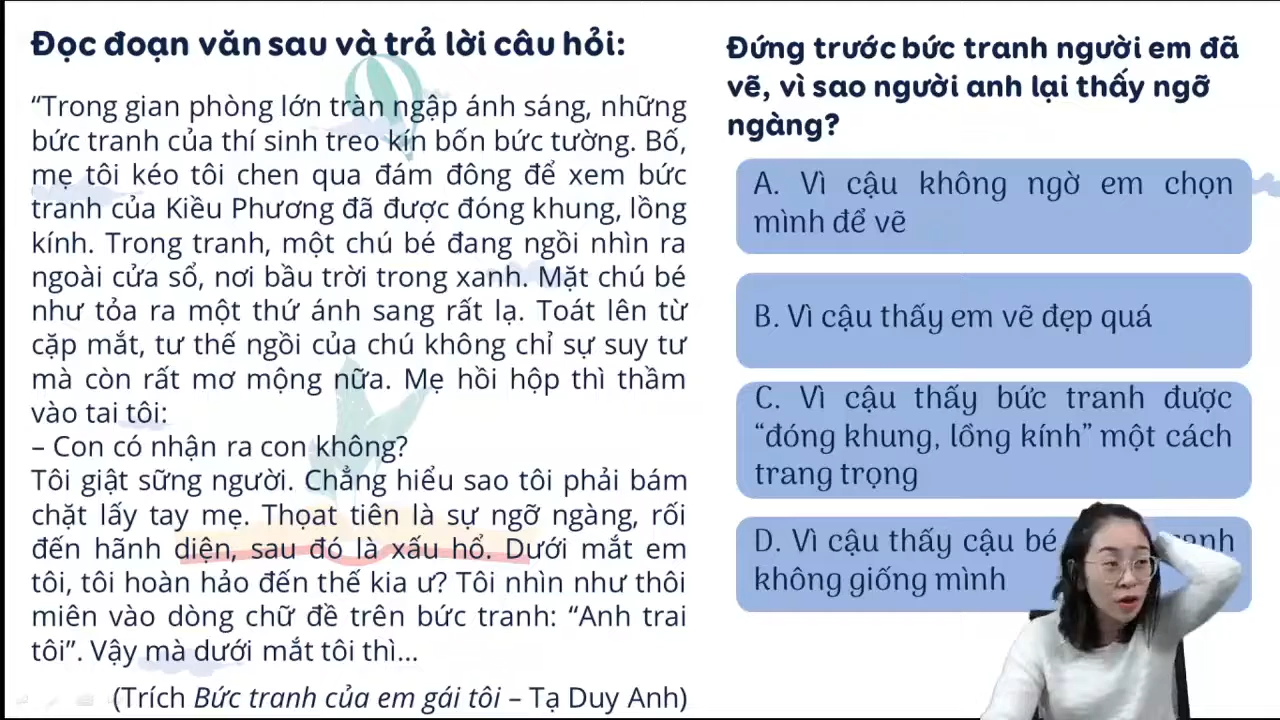 Đọc đoạn văn sau và trả lời câu hỏi:
“Trong gian phòng lớn tràn ngập ánh sáng, những
bức tranh của thí sinh treo kín bốn bức tường. Bố,
mẹ tôi kéo tôi chen qua đám đông để xem bức
tranh của Kiều Phương đã được đóng khung, lồng
kính. Trong tranh, một chú bé đang ngồi nhìn ra
ngoài cửa sổ, nơi bầu trời trong xanh. Mặt chú bé
như tỏa ra một thứ ánh sang rất lạ. Toát lên từ
cặp mắt, tư thế ngồi của chú không chỉ sự suy tư
mà còn rất mơ mộng nữa. Mẹ hồi hộp thì thầm
vào tai tôi:
– Con có nhận ra con không?
Tôi giật sững người. Chẳng hiểu sao tôi phải bám
chặt lấy tay mẹ. Thọat tiên là sự ngỡ ngàng, rối
đến hãnh diện, sau đó là xấu hổ. Dưới mắt em
tôi, tôi hoàn hảo đến thế kia ư? Tôi nhìn như thôi
miên vào dòng chữ đề trên bức tranh: “Anh trai
tôi”. Vậy mà dưới mắt tôi thì...
(Trích Bức tranh của em gái tôi – Tạ Duy Anh)
Đứng trước bức tranh người em đã
vẽ, vì sao người anh lại thấy ngỡ
ngàng?
A. Vì cậu không ngờ em chọn
mình để vẽ
B. Vì cậu thấy em vẽ đẹp quá
C. Vì cậu thấy bức tranh được
“đóng khung, lồng kính” một cách
trang trọng
D. Vì cậu thấy cậu bé
không giống mình